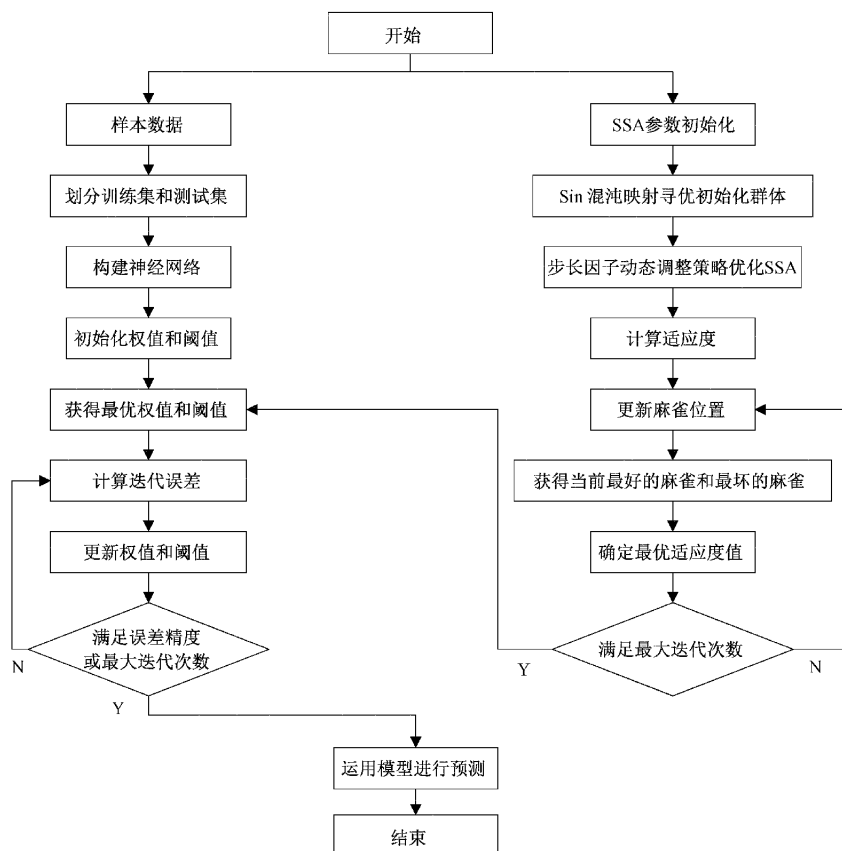 开始
样本数据
划分训练集和测试集
构建神经网络
初始化权值和阈值
获得最优权值和阈值
计算迭代误差
更新权值和阈值
满足误差精度
或最大迭代次数
N
Y
SSA参数初始化
Sin 混沌映射寻优初始化群体
步长因子动态调整策略优化SSA
计算适应度
更新麻雀位置
获得当前最好的麻雀和最坏的麻雀
确定最优适应度值
满足最大迭代次数
Y
N
运用模型进行预测
结束